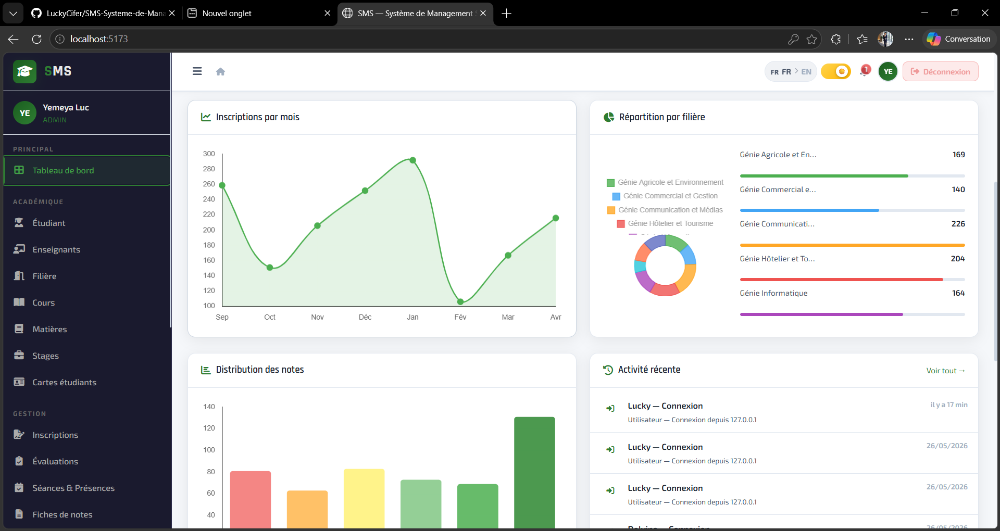 LuckyCifer/SMS-Systeme-de-Mana
Nouvel onglet
SMS — Système de Management
localhost:5173
Conversation
SMS
FR FR > EN
1
YE
Déconnexion
YE
Yemeya Luc
ADMIN
PRINCIPAL
Tableau de bord
ACADÉMIQUE
Étudiant
Enseignants
Filière
Cours
Matières
Stages
Cartes étudiants
GESTION
Inscriptions
Évaluations
Séances & Présences
Fiches de notes
Inscriptions par mois
300
280
260
240
220
200
180
160
140
120
100
Sep Oct Nov Déc Jan Fév Mar Avr
Répartition par filière
Génie Agricole et Environnement
Génie Commercial et Gestion
Génie Communication et Médias
Génie Hôtelier et Tourisme
Génie Agricole et En... 169
Génie Commercial e... 140
Génie Communicati... 226
Génie Hôtelier et To... 204
Génie Informatique 164
Distribution des notes
140
120
100
80
60
40
Activité récente
Voir tout →
Lucky — Connexion
il y a 17 min
Utilisateur — Connexion depuis 127.0.0.1
Lucky — Connexion
26/05/2026
Utilisateur — Connexion depuis 127.0.0.1
Lucky — Connexion
26/05/2026
Utilisateur — Connexion depuis 127.0.0.1
26/05/2026